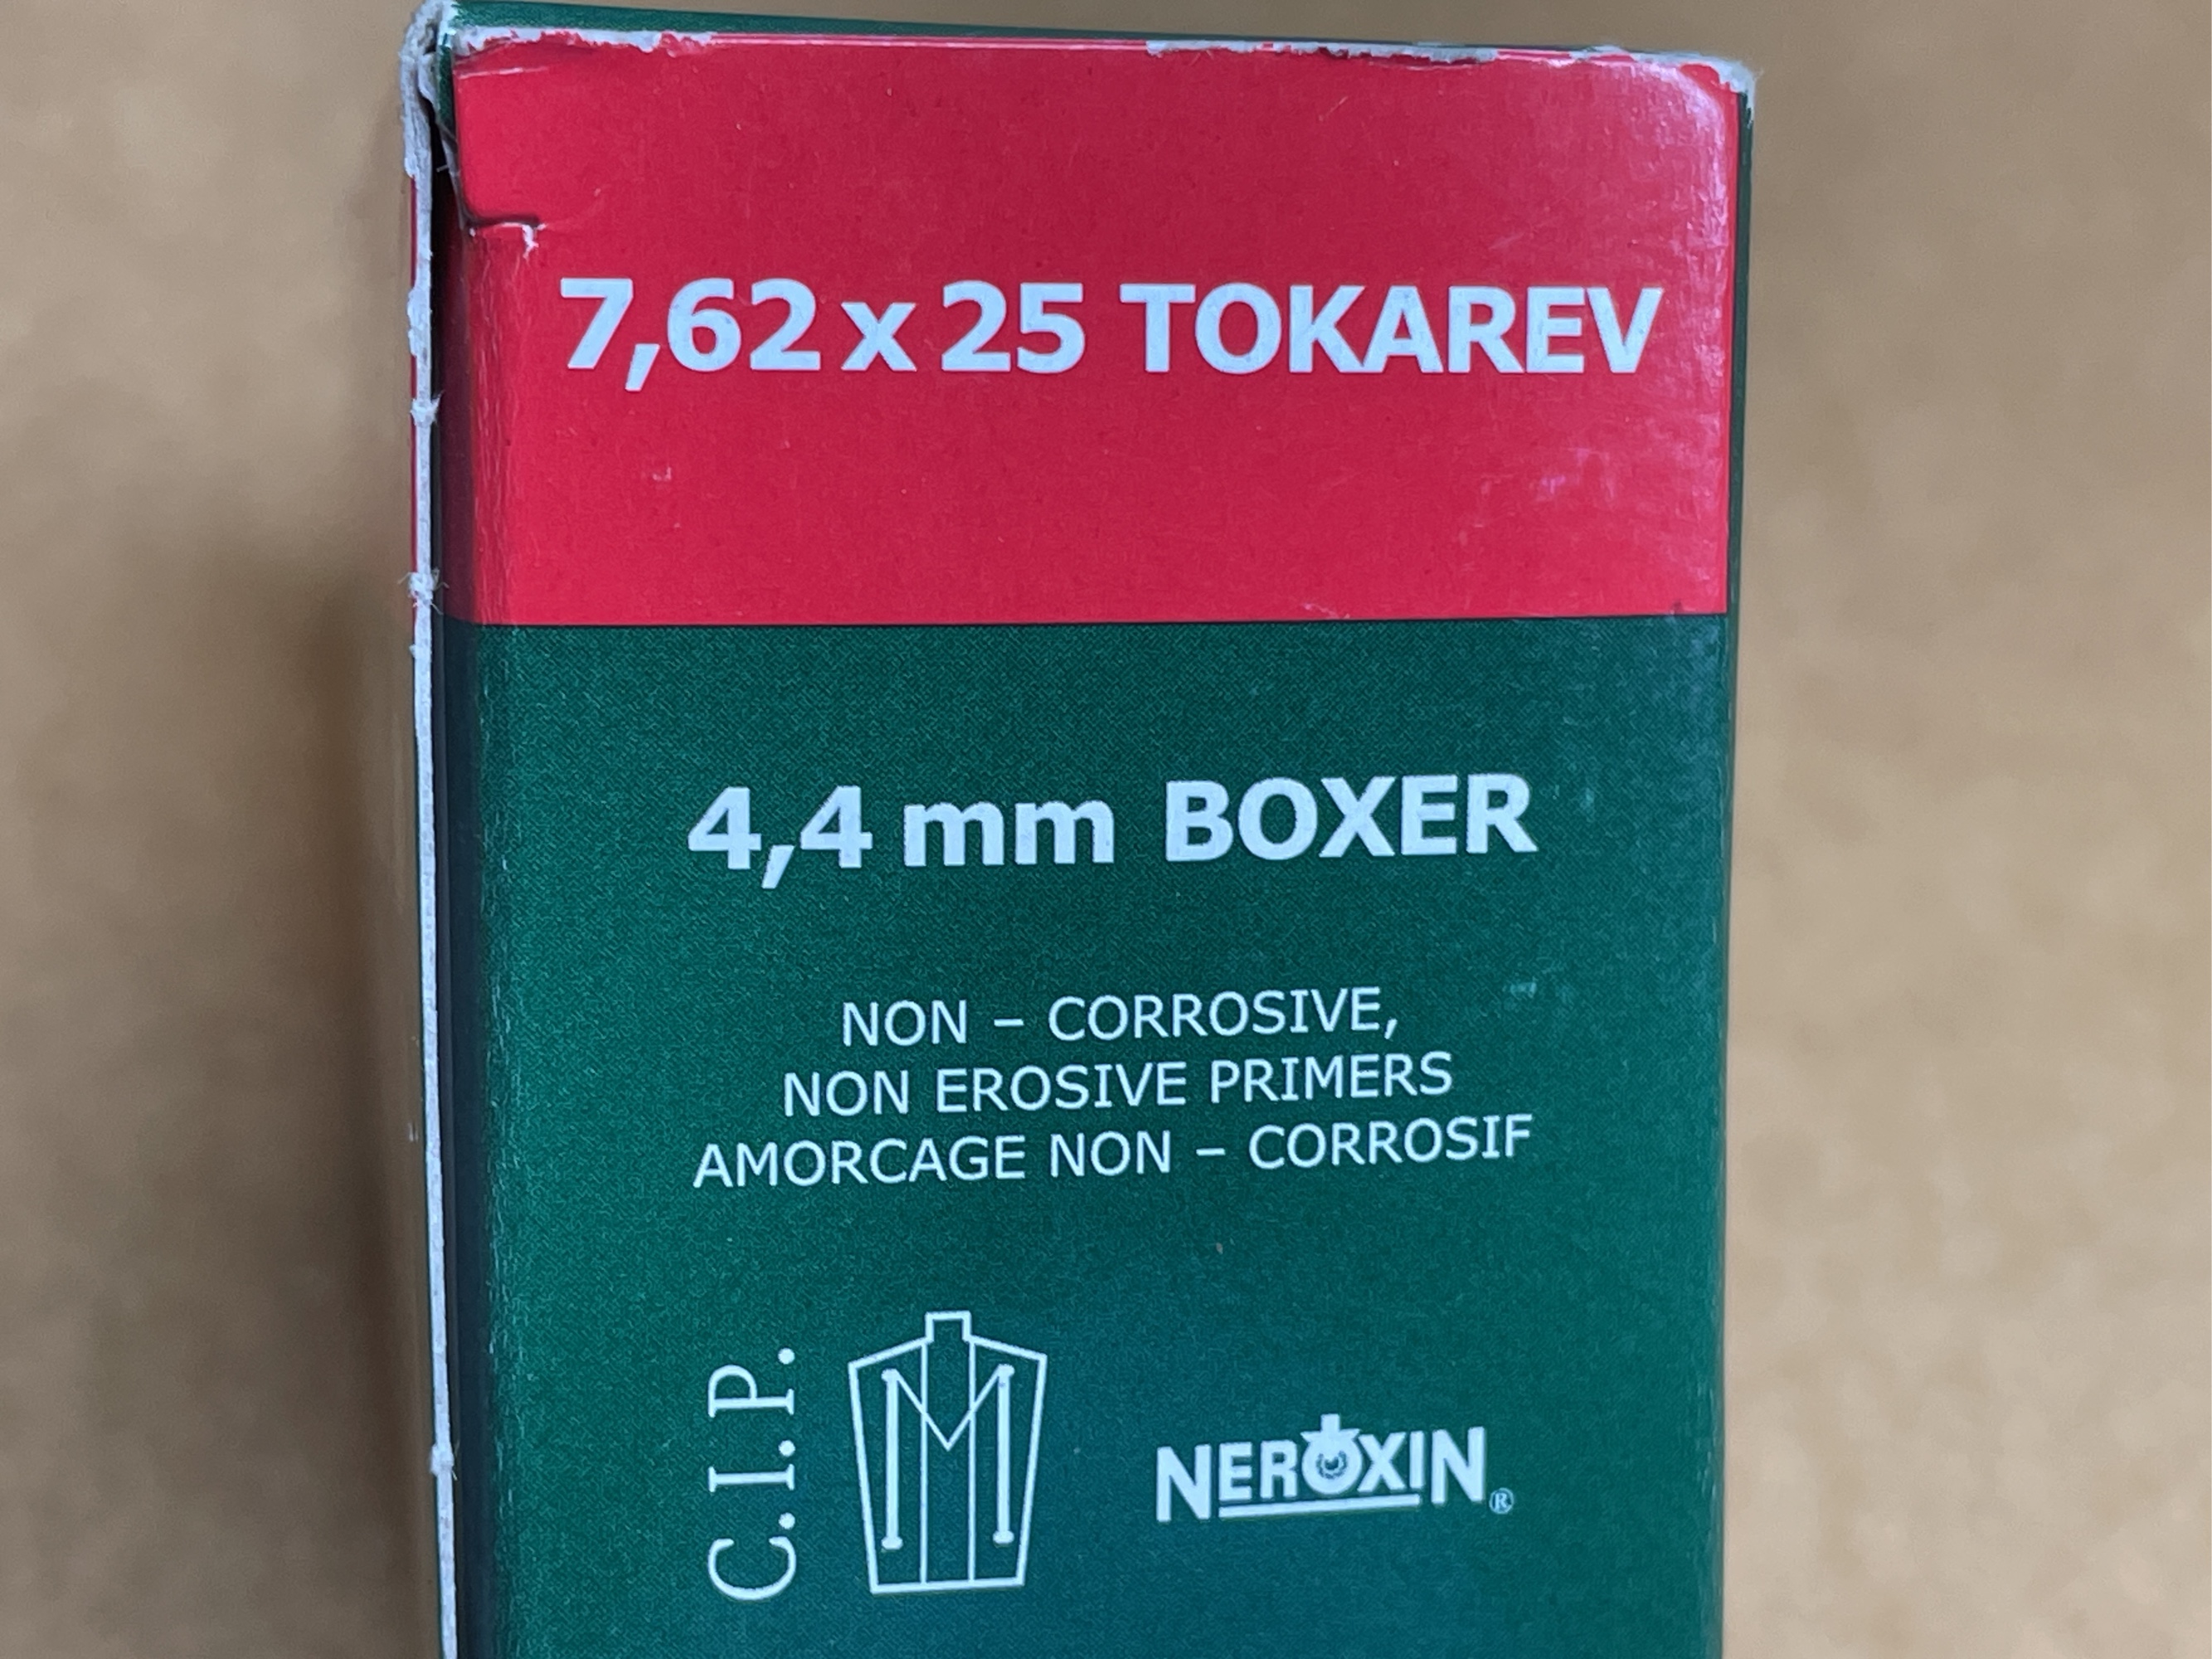 7,62 x 25 TOKAREV
4,4 mm BOXER
NON – CORROSIVE,
NON EROSIVE PRIMERS
AMORCAGE NON – CORROSIF
C.I.P.
M
NEROXIN®